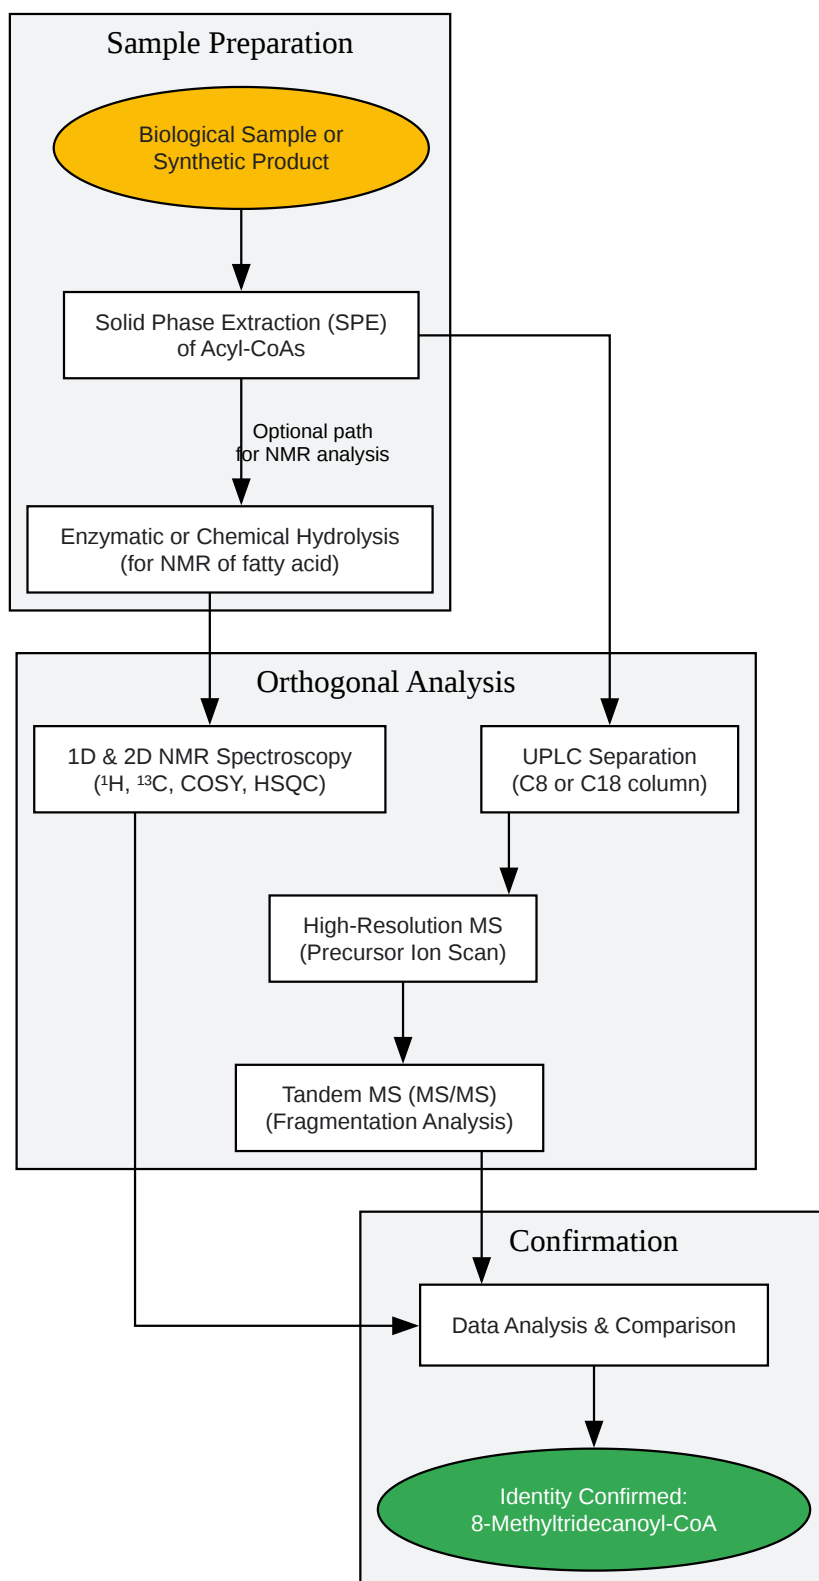 Sample Preparation
Biological Sample or
Synthetic Product
Solid Phase Extraction (SPE)
of Acyl-CoAs
Optional path
for NMR analysis
Enzymatic or Chemical Hydrolysis
(for NMR of fatty acid)
Orthogonal Analysis
1D & 2D NMR Spectroscopy
(¹H, ¹³C, COSY, HSQC)
UPLC Separation
(C8 or C18 column)
High-Resolution MS
(Precursor Ion Scan)
Tandem MS (MS/MS)
(Fragmentation Analysis)
Confirmation
Data Analysis & Comparison
Identity Confirmed:
8-Methyltridecanoyl-CoA